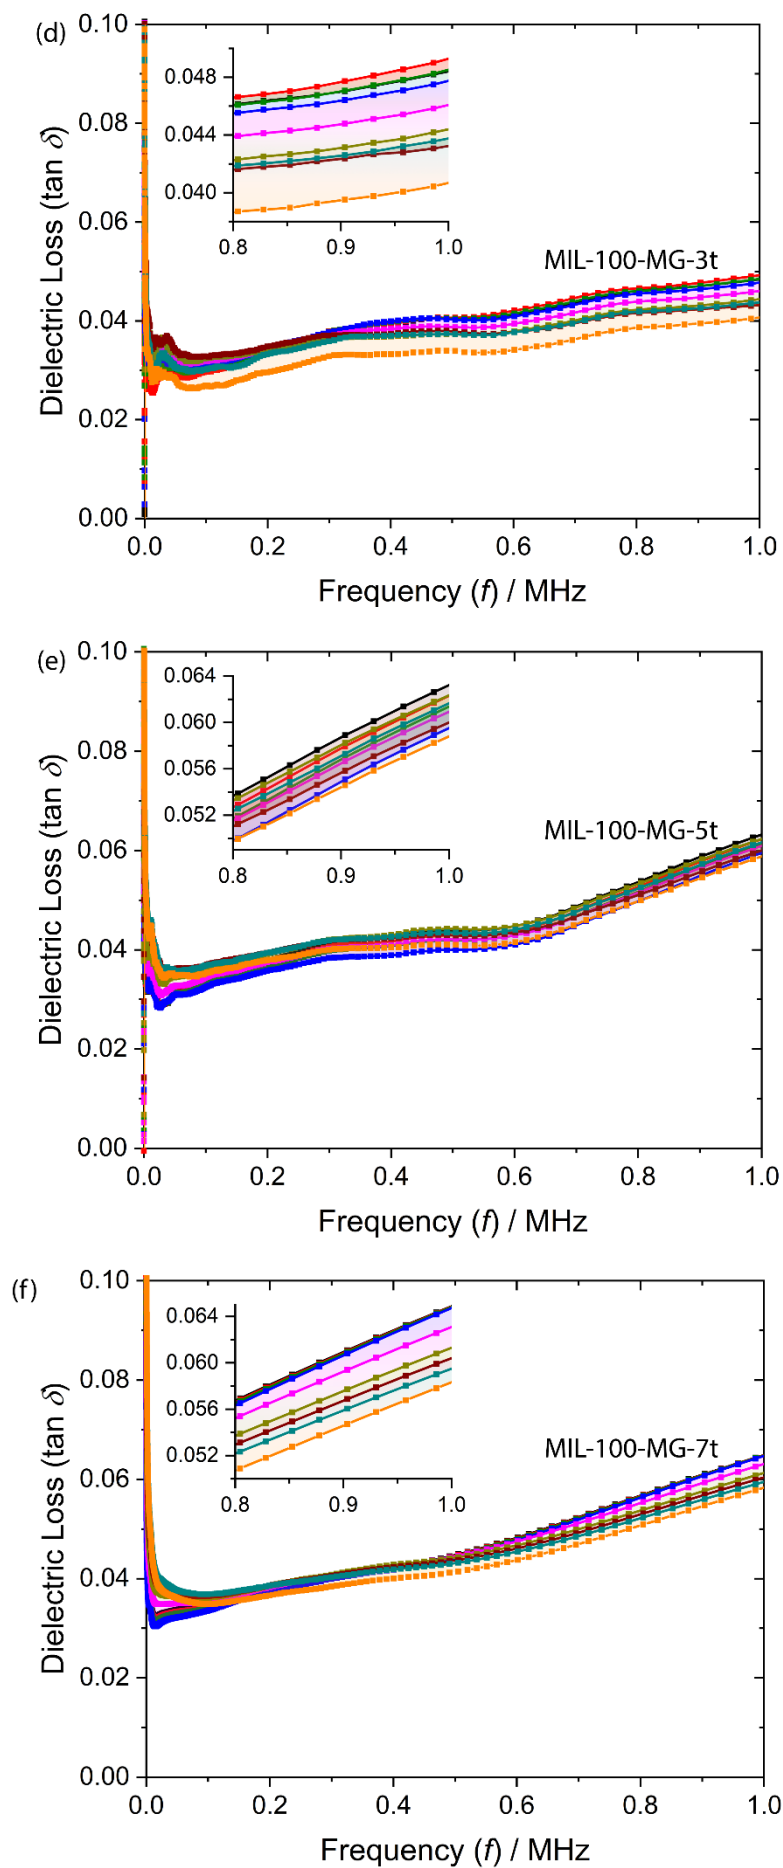 (d)
0.10
0.08
0.06
0.04
0.02
0.00
Dielectric Loss (tan δ)
0.048
0.044
0.040
0.8 0.9 1.0
MIL-100-MG-3t
0.0 0.2 0.4 0.6 0.8 1.0
Frequency (f) / MHz
(e)
0.10
0.08
0.06
0.04
0.02
0.00
Dielectric Loss (tan δ)
0.064
0.060
0.056
0.052
0.8 0.9 1.0
MIL-100-MG-5t
0.0 0.2 0.4 0.6 0.8 1.0
Frequency (f) / MHz
(f)
0.10
0.08
0.06
0.04
0.02
0.00
Dielectric Loss (tan δ)
0.064
0.060
0.056
0.052
0.8 0.9 1.0
MIL-100-MG-7t
0.0 0.2 0.4 0.6 0.8 1.0
Frequency (f) / MHz